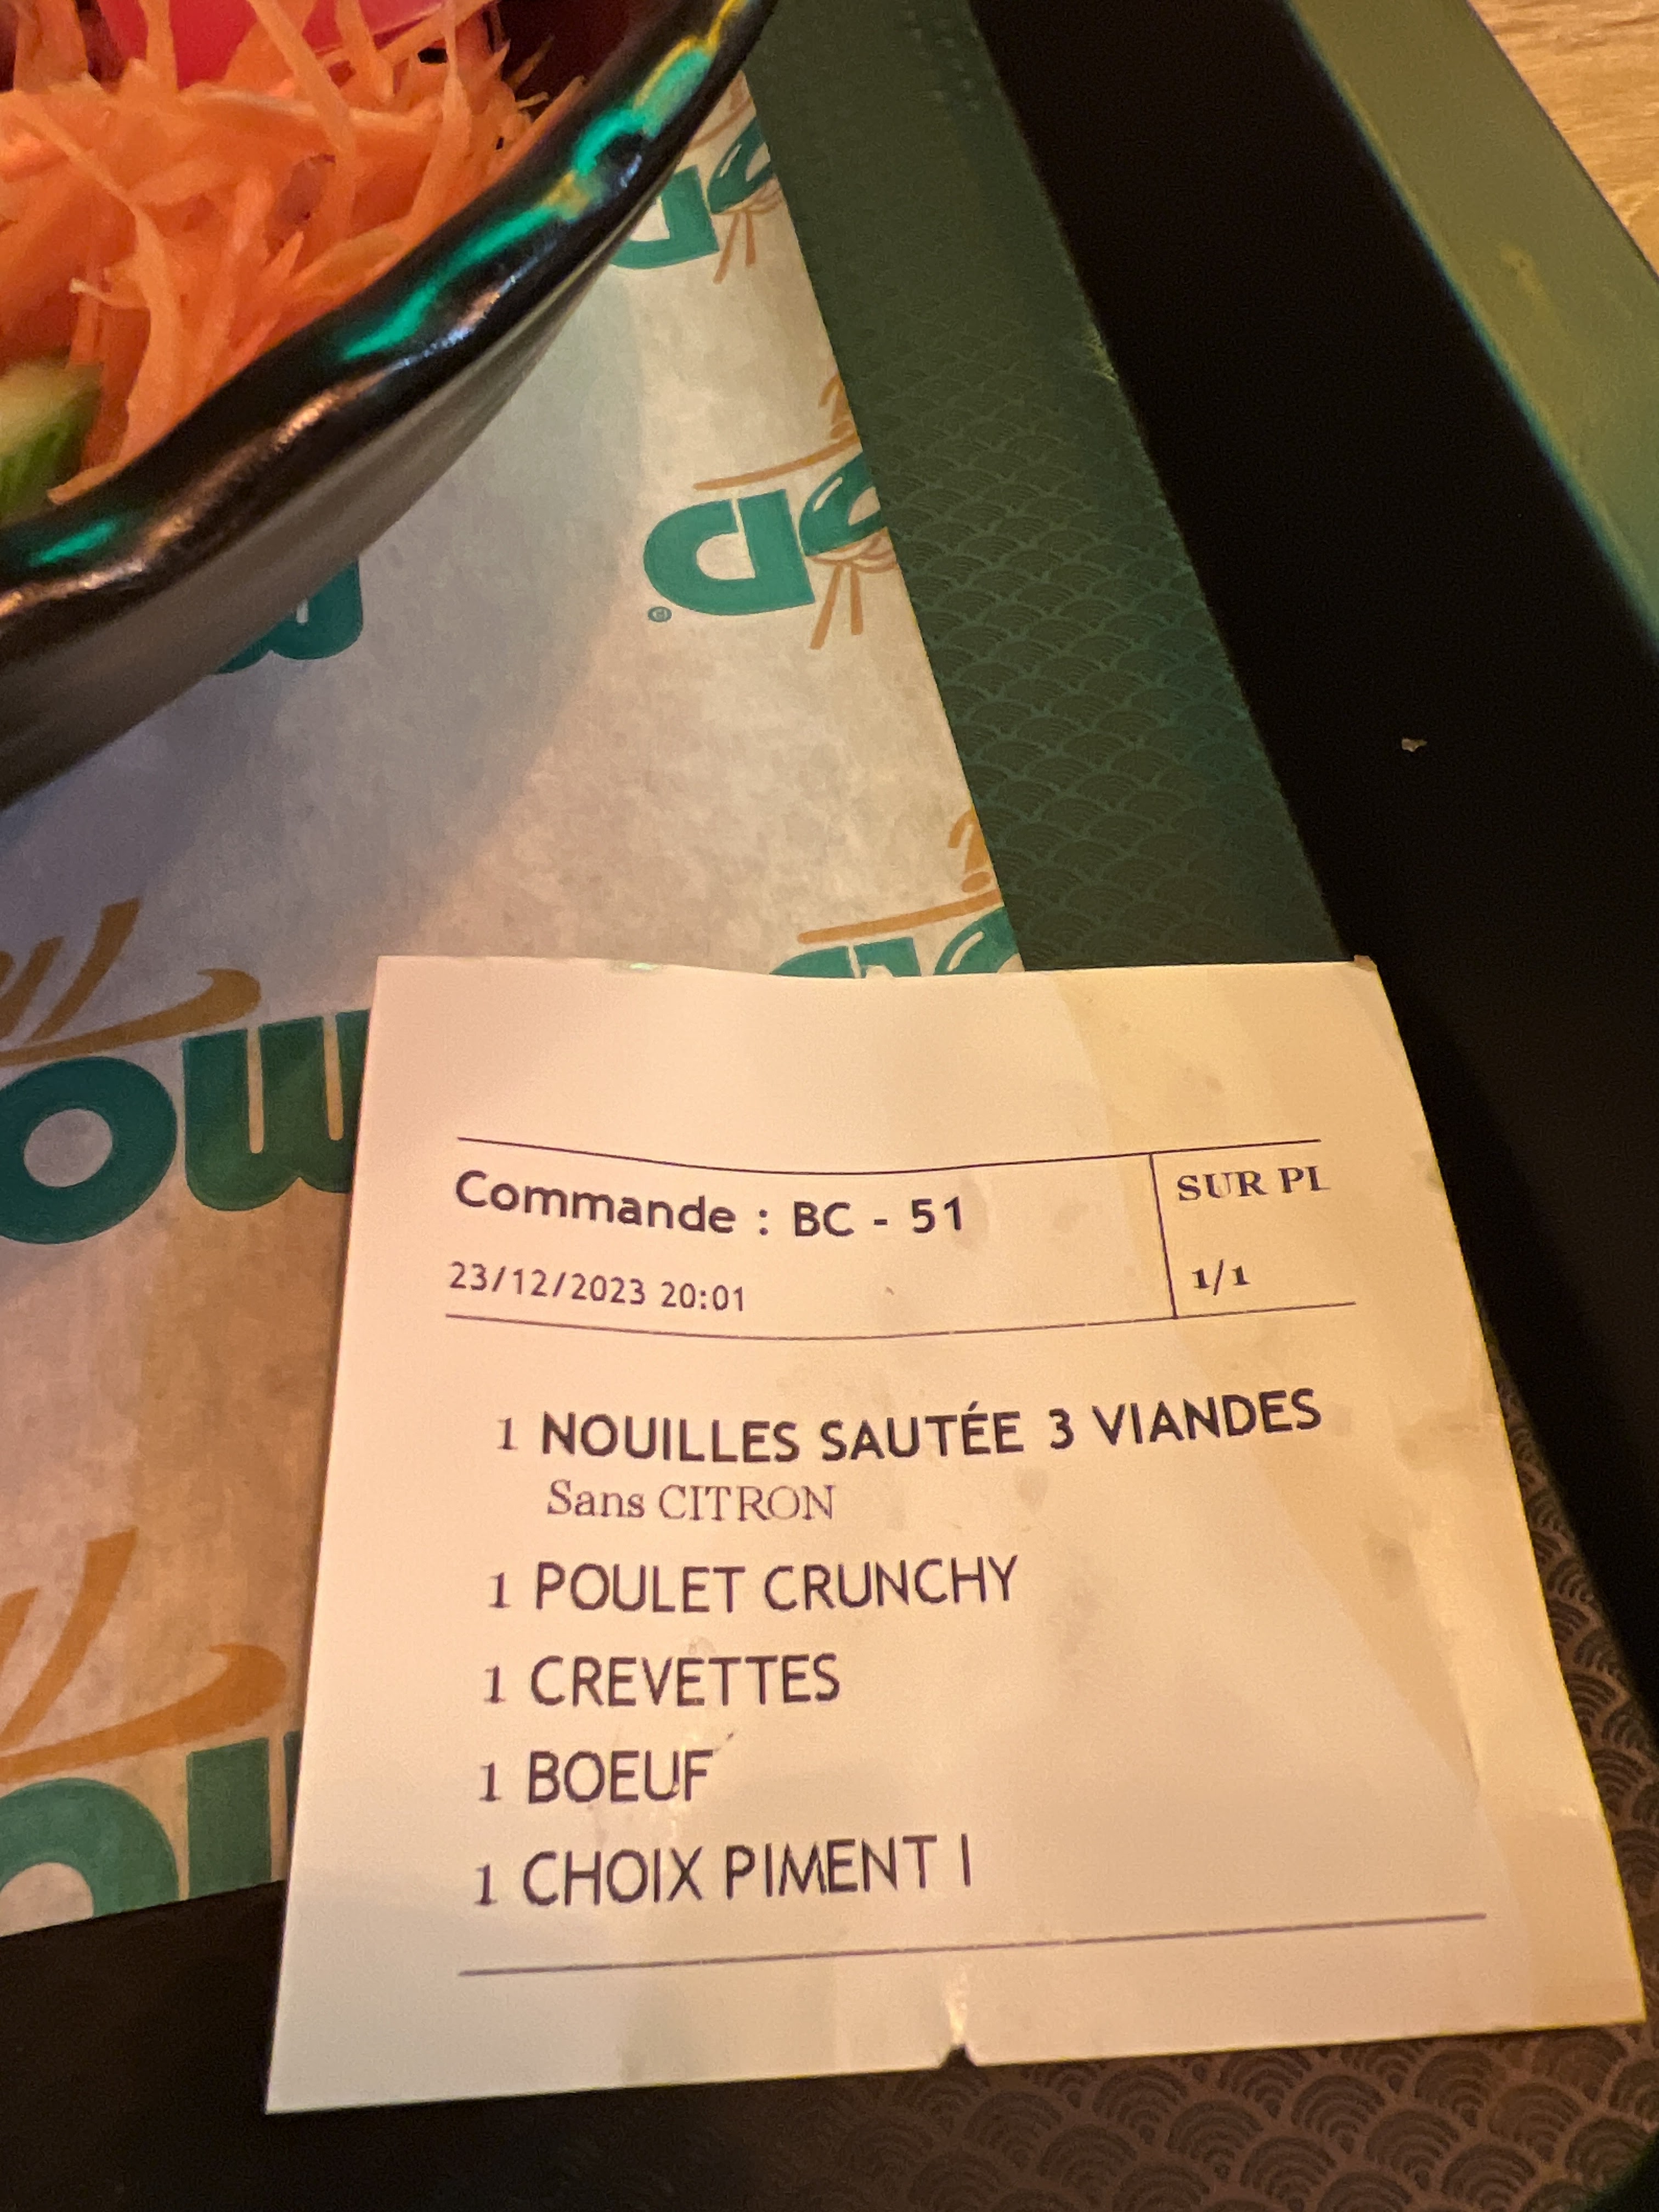 Commande : BC - 51
SUR PL
23/12/2023 20:01
1/1
1 NOUILLES SAUTÉE 3 VIANDES
Sans CITRON
1 POULET CRUNCHY
1 CREVETTES
1 BOEUF
1 CHOIX PIMENT I